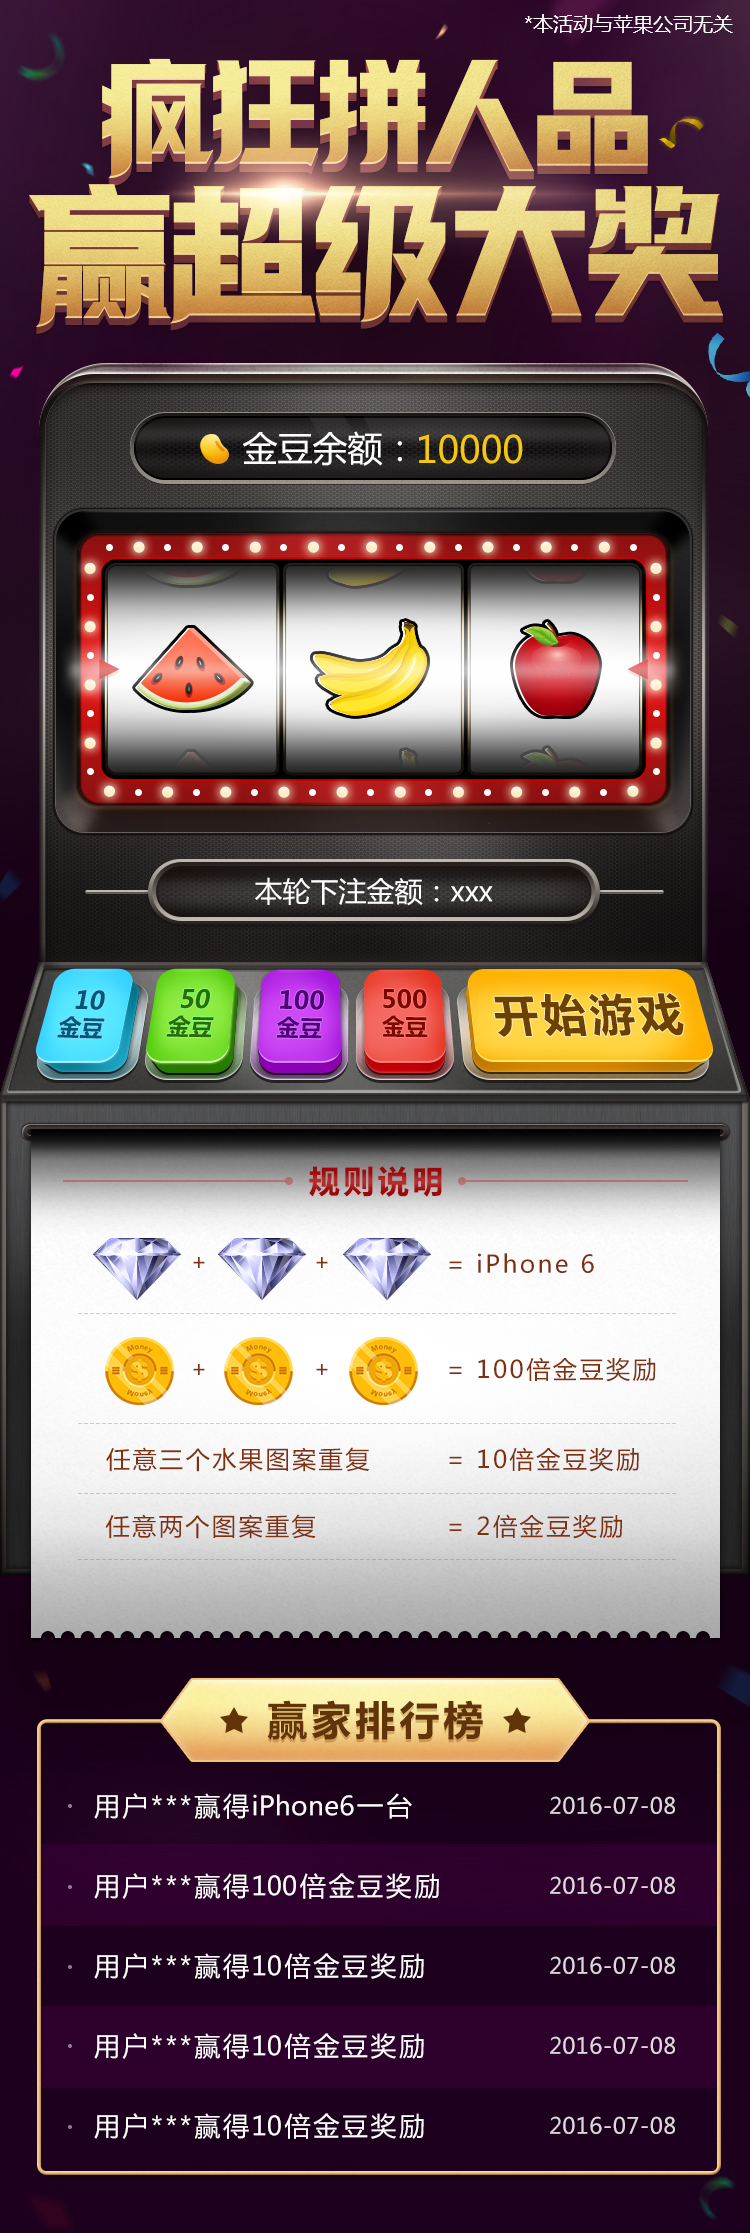 *本活动与苹果公司无关
疯狂拼人品
赢超级大奖
金豆余额：10000
本轮下注金额：xxx
10
金豆
50
金豆
100
金豆
500
金豆
开始游戏
规则说明
+ + = iPhone 6
Money $ Money + Money $ Money + Money $ Money = 100倍金豆奖励
任意三个水果图案重复 = 10倍金豆奖励
任意两个图案重复 = 2倍金豆奖励
★ 赢家排行榜 ★
· 用户***赢得iPhone6一台 2016-07-08
· 用户***赢得100倍金豆奖励 2016-07-08
· 用户***赢得10倍金豆奖励 2016-07-08
· 用户***赢得10倍金豆奖励 2016-07-08
· 用户***赢得10倍金豆奖励 2016-07-08